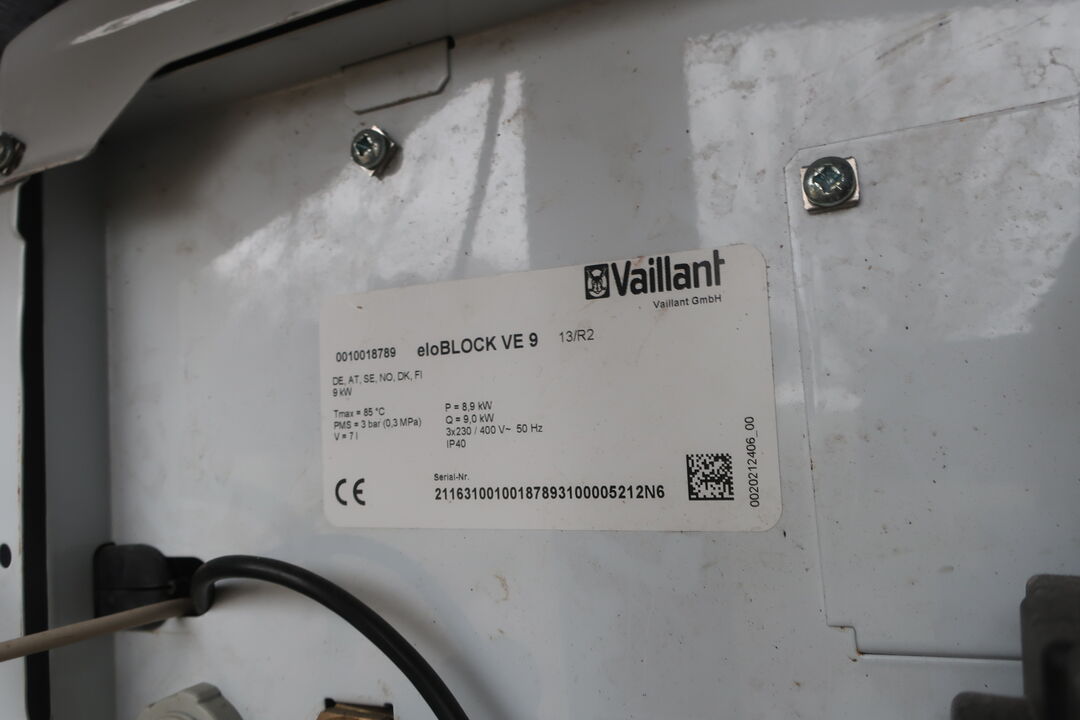 Vaillant
Vaillant GmbH
0010018789 eloBLOCK VE 9 13/R2
DE, AT, SE, NO, DK, FI
9 kW
Tmax = 85 °C
PMS = 3 bar (0,3 MPa)
V = 7 l
P = 8,9 kW
Q = 9,0 kW
3x230 / 400 V~ 50 Hz
IP40
CE
Serial-Nr.
21163100100187893100005212N6
0020212406_00